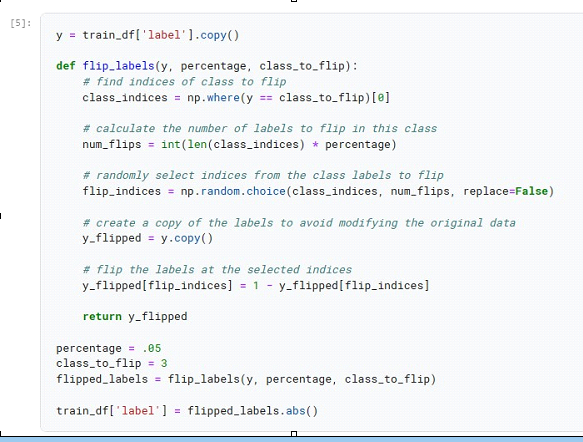 [5]:
y = train_df['label'].copy()
def flip_labels(y, percentage, class_to_flip):
# find indices of class to flip
class_indices = np.where(y == class_to_flip)[0]
# calculate the number of labels to flip in this class
num_flips = int(len(class_indices) * percentage)
# randomly select indices from the class labels to flip
flip_indices = np.random.choice(class_indices, num_flips, replace=False)
# create a copy of the labels to avoid modifying the original data
y_flipped = y.copy()
# flip the labels at the selected indices
y_flipped[flip_indices] = 1 - y_flipped[flip_indices]
return y_flipped
percentage = .05
class_to_flip = 3
flipped_labels = flip_labels(y, percentage, class_to_flip)
train_df['label'] = flipped_labels.abs()